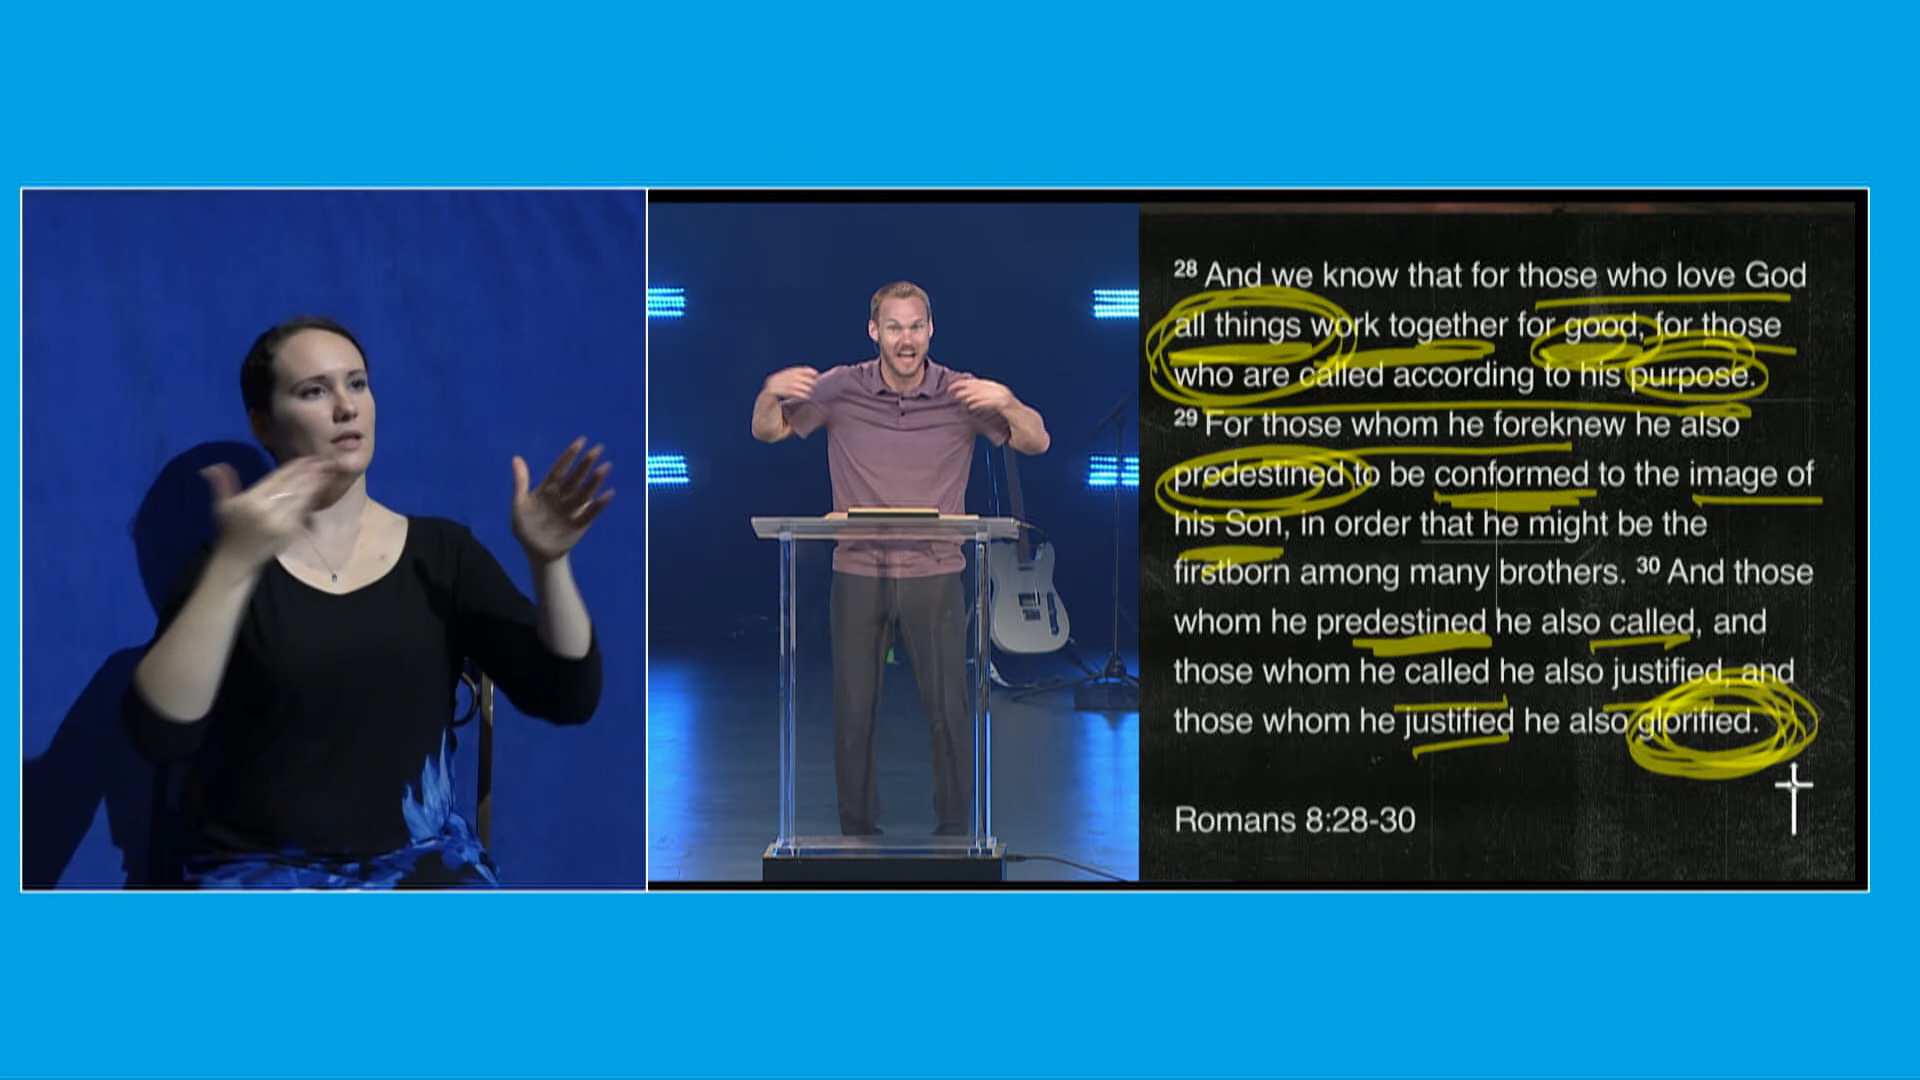 28 And we know that for those who love God
all things work together for good, for those
who are called according to his purpose.
29 For those whom he foreknew he also
predestined to be conformed to the image of
his Son, in order that he might be the
firstborn among many brothers. 30 And those
whom he predestined he also called, and
those whom he called he also justified, and
those whom he justified he also glorified.
Romans 8:28-30